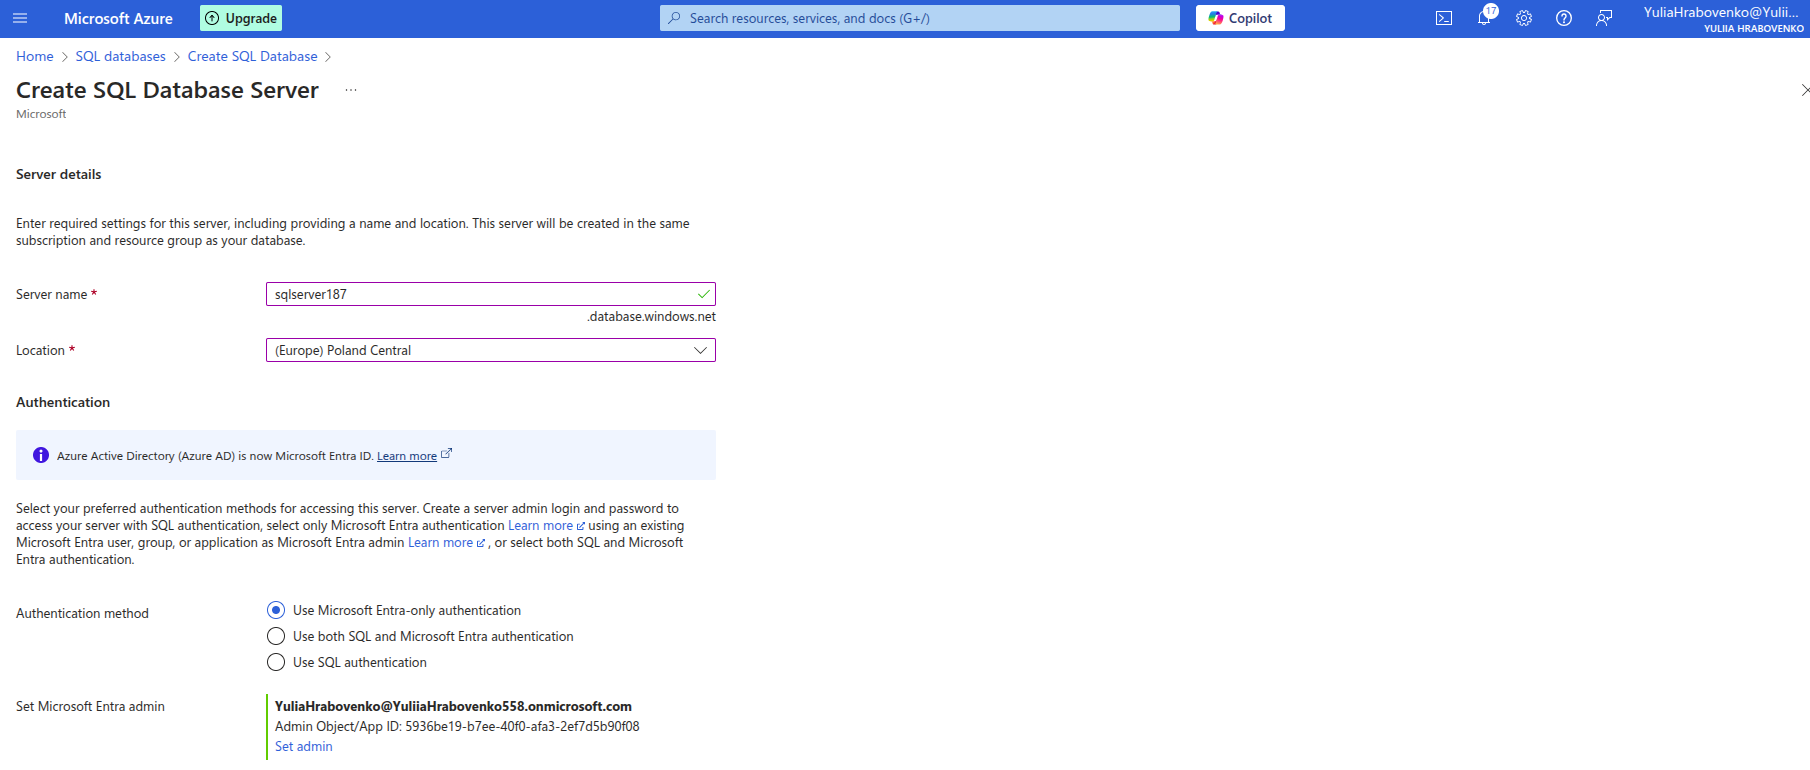 Microsoft Azure
Upgrade
Search resources, services, and docs (G+/)
Copilot
17
YuliaHrabovenko@Yulii...
YULIIA HRABOVENKO
Home > SQL databases > Create SQL Database >
Create SQL Database Server ...
Microsoft
Server details
Enter required settings for this server, including providing a name and location. This server will be created in the same
subscription and resource group as your database.
Server name *
sqlserver187
.database.windows.net
Location *
(Europe) Poland Central
Authentication
Azure Active Directory (Azure AD) is now Microsoft Entra ID. Learn more
Select your preferred authentication methods for accessing this server. Create a server admin login and password to
access your server with SQL authentication, select only Microsoft Entra authentication Learn more using an existing
Microsoft Entra user, group, or application as Microsoft Entra admin Learn more , or select both SQL and Microsoft
Entra authentication.
Authentication method
Use Microsoft Entra-only authentication
Use both SQL and Microsoft Entra authentication
Use SQL authentication
Set Microsoft Entra admin
YuliaHrabovenko@YuliiaHrabovenko558.onmicrosoft.com
Admin Object/App ID: 5936be19-b7ee-40f0-afa3-2ef7d5b90f08
Set admin